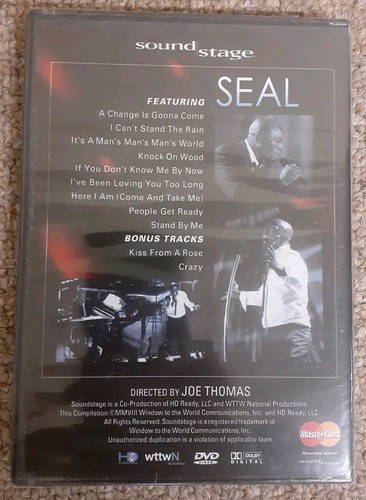 sound stage
FEATURING SEAL
A Change Is Gonna Come
I Can't Stand The Rain
It's A Man's Man's Man's World
Knock On Wood
If You Don't Know Me By Now
I've Been Loving You Too Long
Here I Am (Come And Take Me)
People Get Ready
Stand By Me
BONUS TRACKS
Kiss From A Rose
Crazy
DIRECTED BY JOE THOMAS
Soundstage is a Co-Production of HD Ready, LLC and WTTW National Productions.
This Compilation ©MMVIII Window to the World Communications, Inc. and HD Ready, LLC
All Rights Reserved. Soundstage is a registered trademark of
Window to the World Communications, Inc.
Unauthorized duplication is a violation of applicable laws.
HD wttw DVD VIDEO DOLBY DIGITAL MasterCard